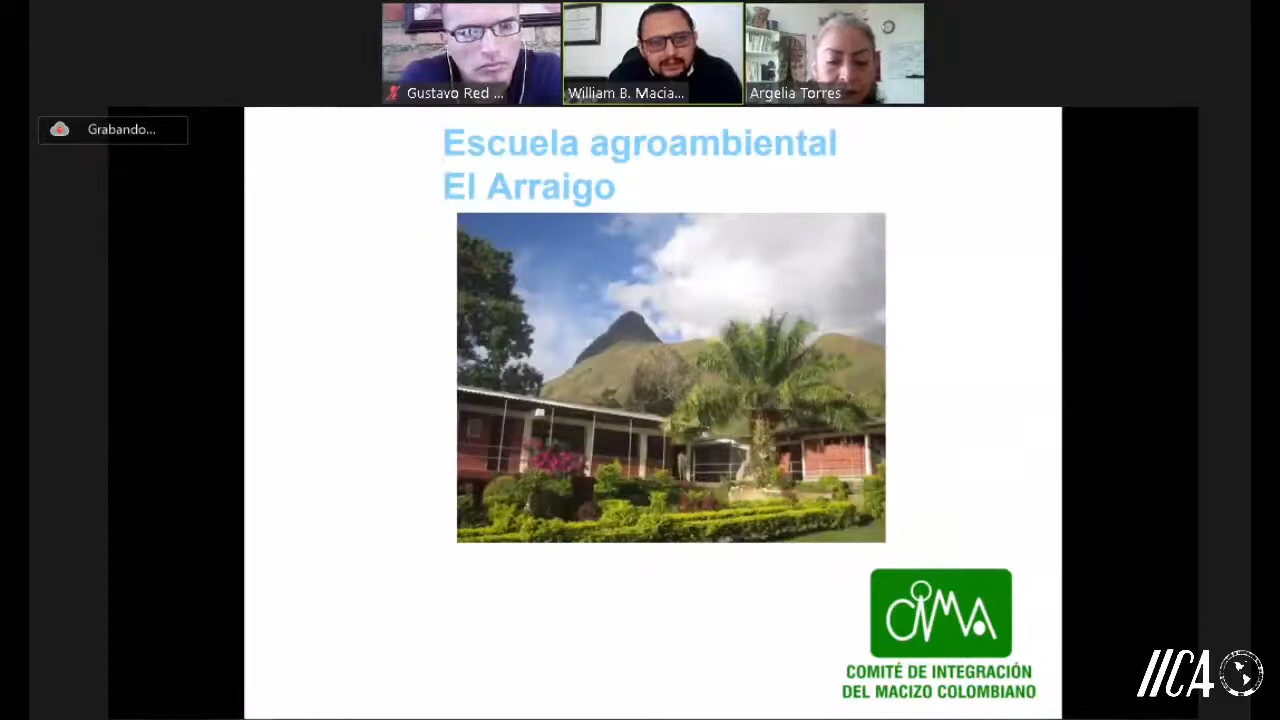 Gustavo Red ...
William B. Macia...
Argelia Torres
Grabando...
Escuela agroambiental
El Arraigo
CIMA
COMITÉ DE INTEGRACIÓN
DEL MACIZO COLOMBIANO
IICA